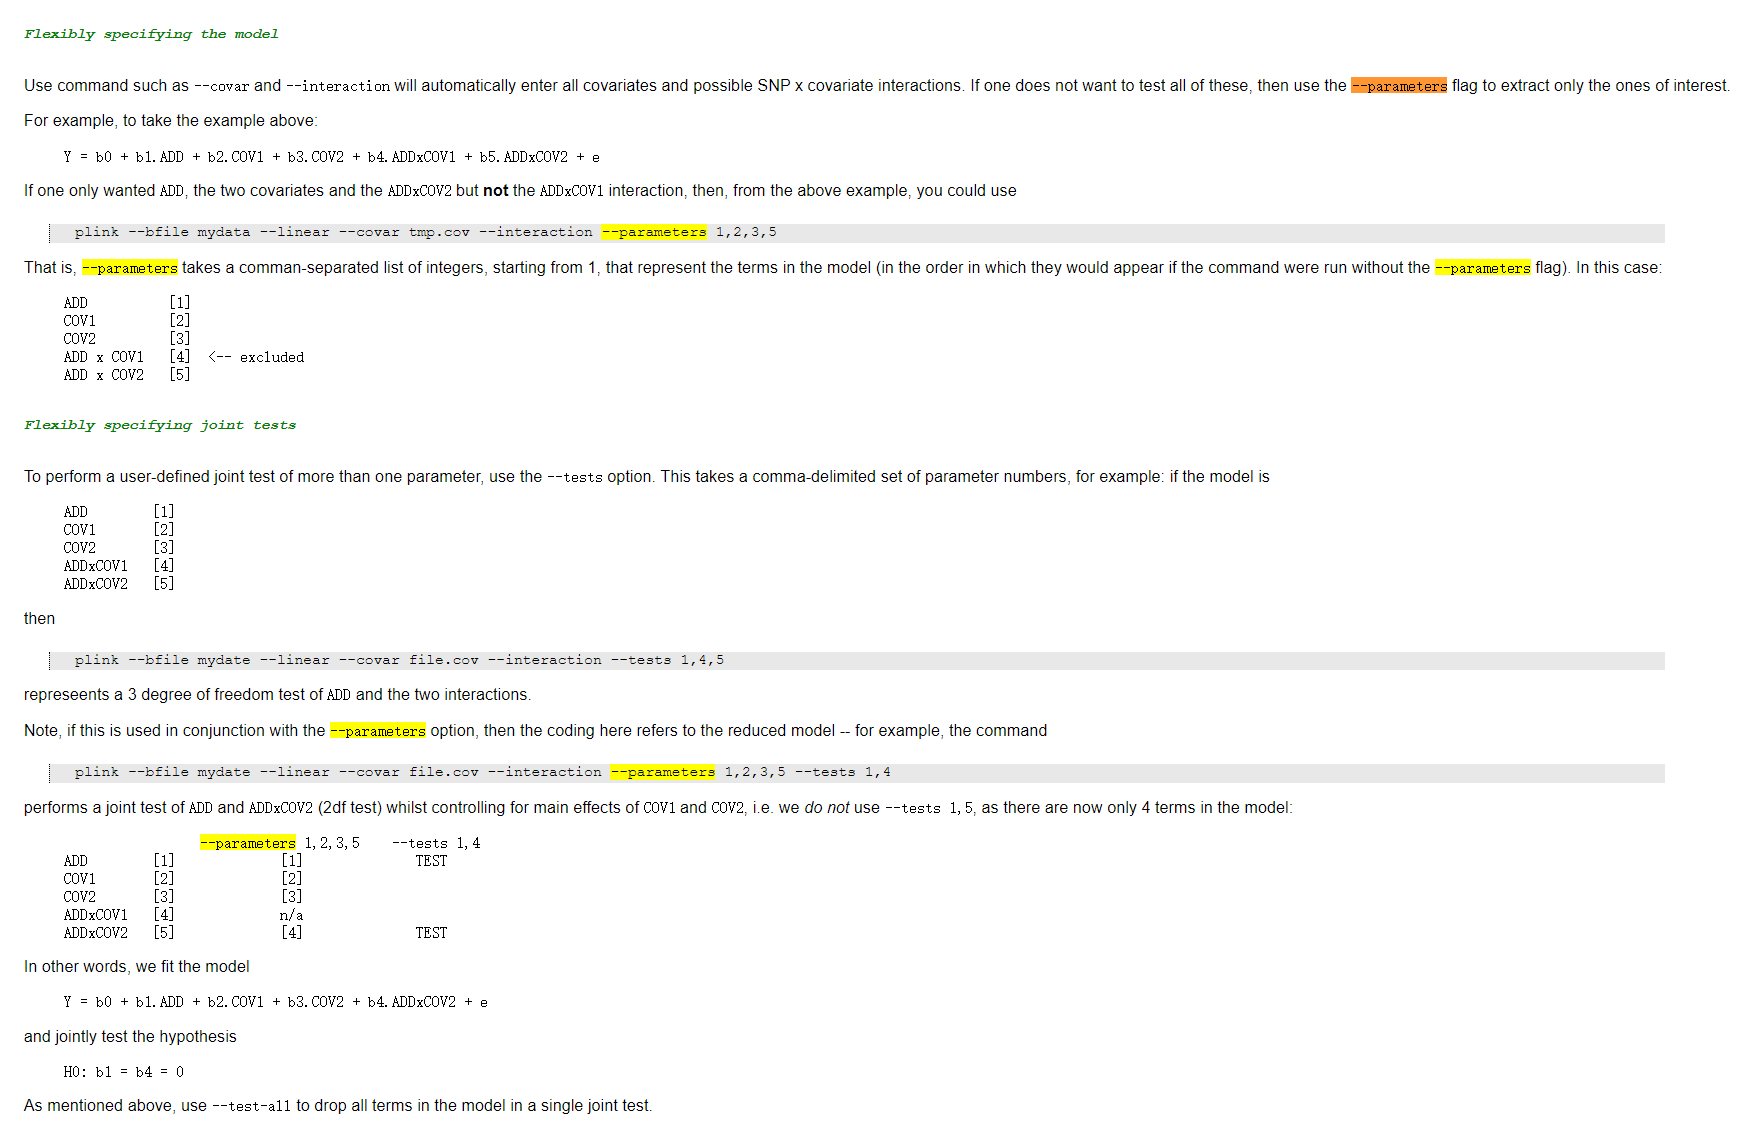 Flexibly specifying the model
Use command such as --covar and --interaction will automatically enter all covariates and possible SNP x covariate interactions. If one does not want to test all of these, then use the --parameters flag to extract only the ones of interest.
For example, to take the example above:
Y = b0 + b1.ADD + b2.COV1 + b3.COV2 + b4.ADDxCOV1 + b5.ADDxCOV2 + e
If one only wanted ADD, the two covariates and the ADDxCOV2 but not the ADDxCOV1 interaction, then, from the above example, you could use
plink --bfile mydata --linear --covar tmp.cov --interaction --parameters 1,2,3,5
That is, --parameters takes a comman-separated list of integers, starting from 1, that represent the terms in the model (in the order in which they would appear if the command were run without the --parameters flag). In this case:
ADD [1]
COV1 [2]
COV2 [3]
ADD x COV1 [4] <-- excluded
ADD x COV2 [5]
Flexibly specifying joint tests
To perform a user-defined joint test of more than one parameter, use the --tests option. This takes a comma-delimited set of parameter numbers, for example: if the model is
ADD [1]
COV1 [2]
COV2 [3]
ADDxCOV1 [4]
ADDxCOV2 [5]
then
plink --bfile mydate --linear --covar file.cov --interaction --tests 1,4,5
represeents a 3 degree of freedom test of ADD and the two interactions.
Note, if this is used in conjunction with the --parameters option, then the coding here refers to the reduced model -- for example, the command
plink --bfile mydate --linear --covar file.cov --interaction --parameters 1,2,3,5 --tests 1,4
performs a joint test of ADD and ADDxCOV2 (2df test) whilst controlling for main effects of COV1 and COV2, i.e. we do not use --tests 1,5, as there are now only 4 terms in the model:
--parameters 1,2,3,5 --tests 1,4
ADD [1] [1] TEST
COV1 [2] [2]
COV2 [3] [3]
ADDxCOV1 [4] n/a
ADDxCOV2 [5] [4] TEST
In other words, we fit the model
Y = b0 + b1.ADD + b2.COV1 + b3.COV2 + b4.ADDxCOV2 + e
and jointly test the hypothesis
H0: b1 = b4 = 0
As mentioned above, use --test-all to drop all terms in the model in a single joint test.